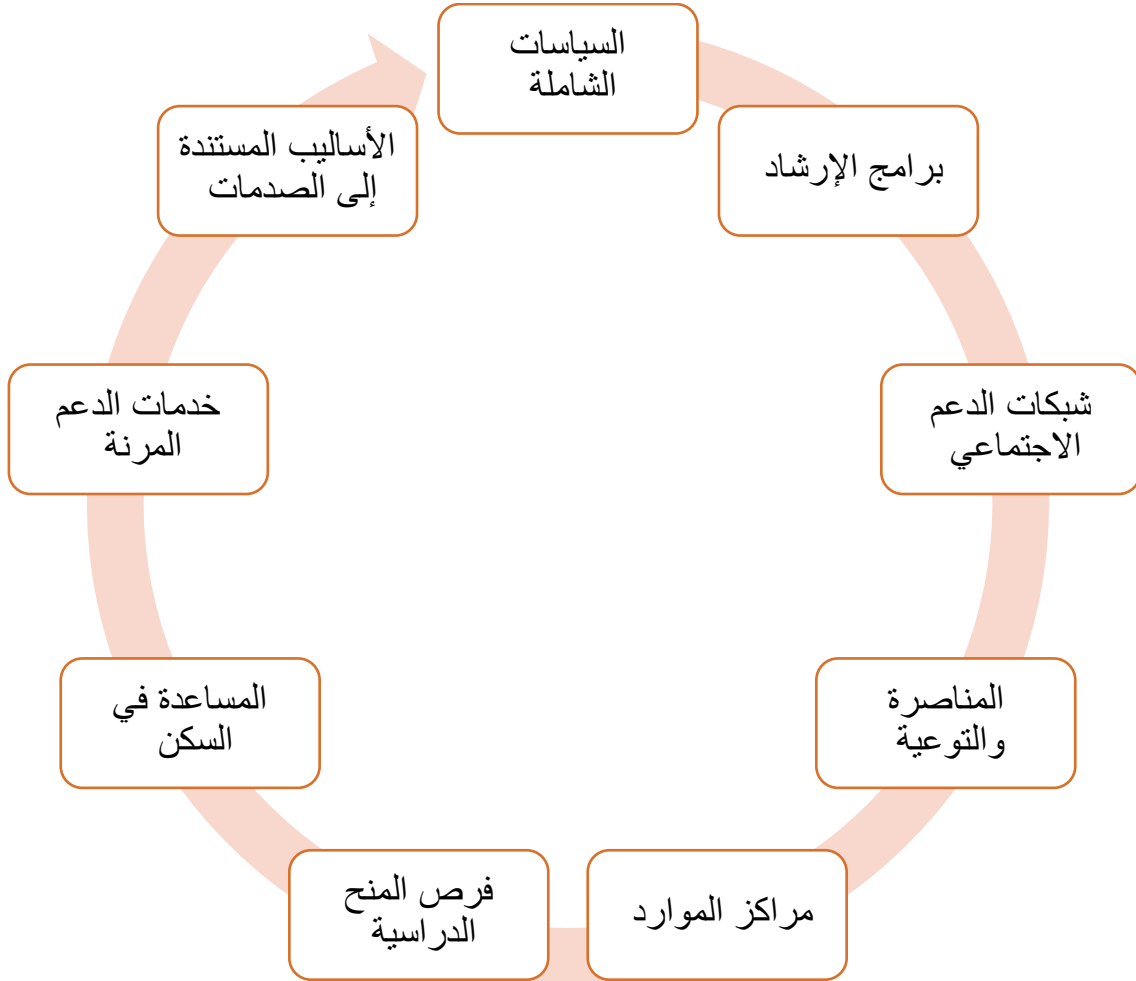 السياسات
الشاملة
برامج الإرشاد
شبكات الدعم
الاجتماعي
المناصرة
والتوعية
مراكز الموارد
فرص المنح
الدراسية
المساعدة في
السكن
خدمات الدعم
المرنة
الأساليب المستندة
إلى الصدمات